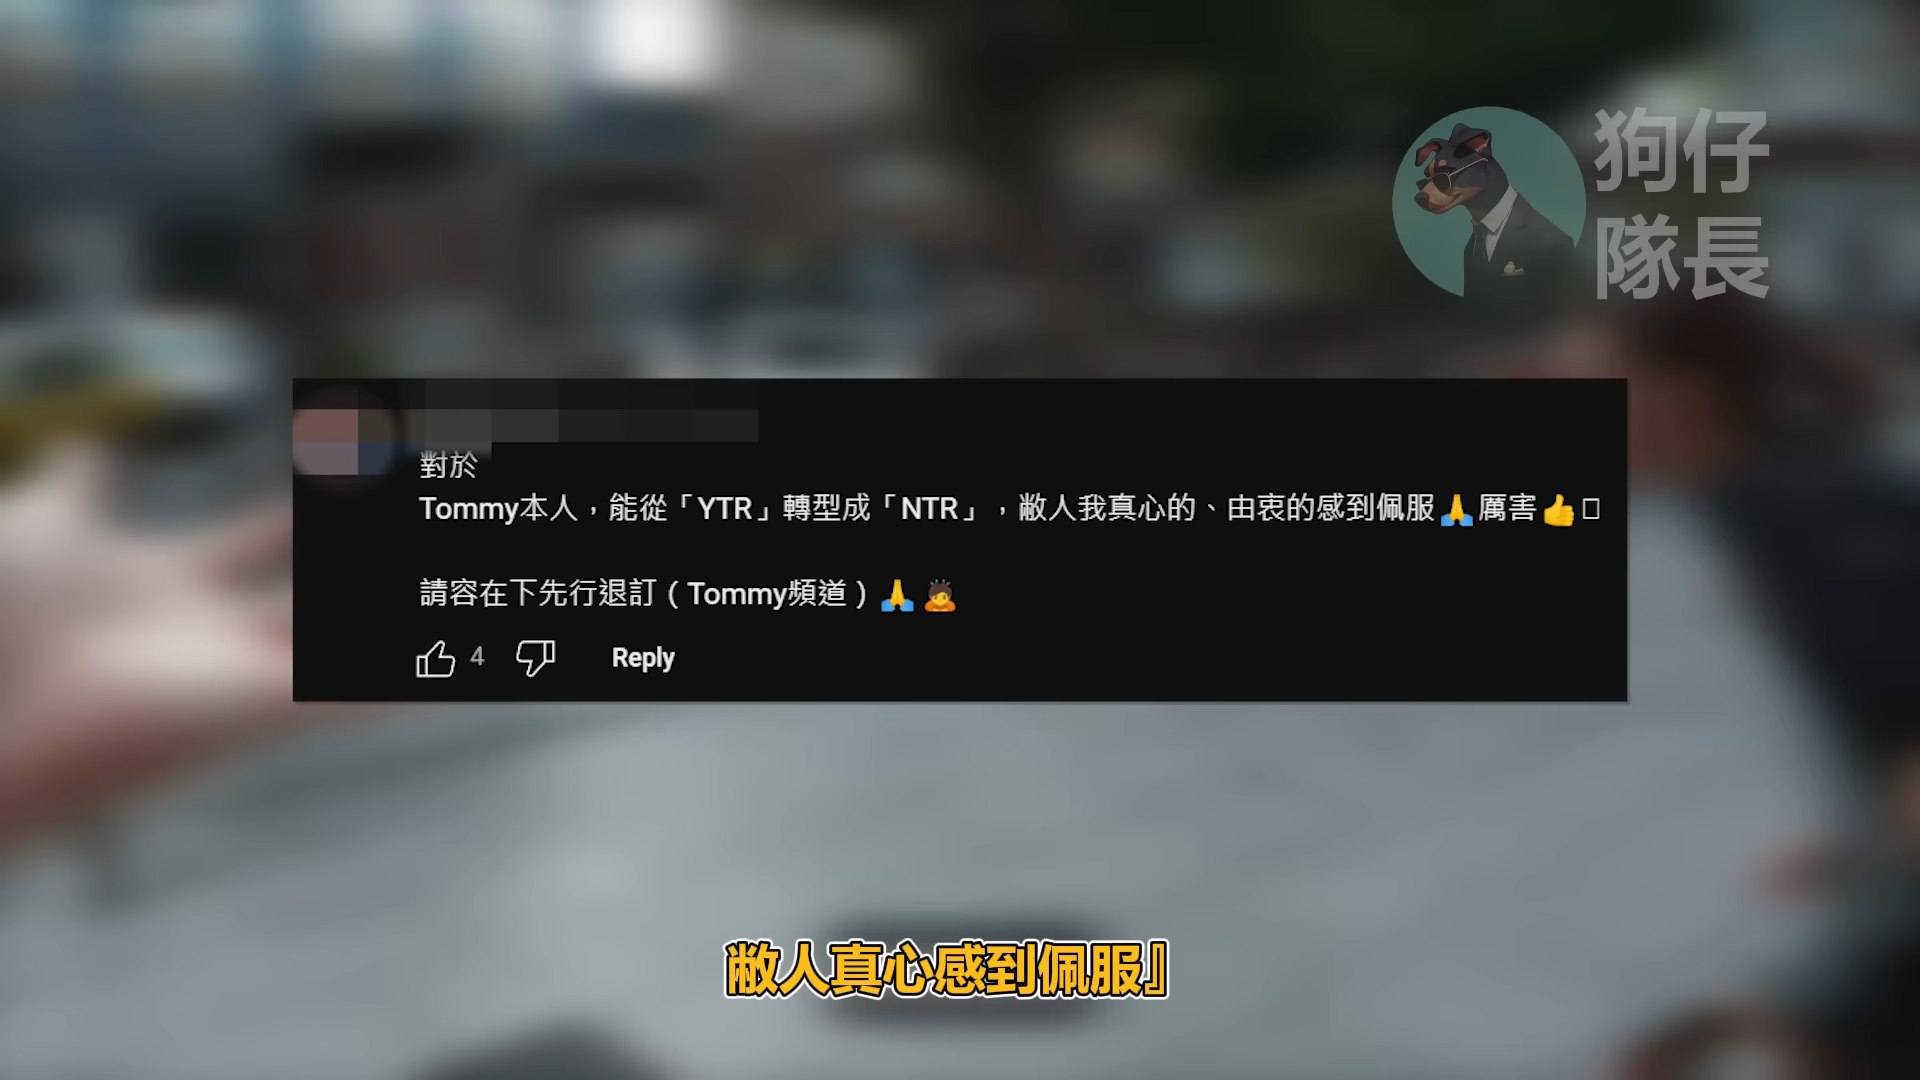 狗仔
隊長
對於
Tommy本人，能從「YTR」轉型成「NTR」，敝人我真心的、由衷的感到佩服🙏厲害👍
請容在下先行退訂（Tommy頻道）🙏🙇
4
Reply
敝人真心感到佩服』